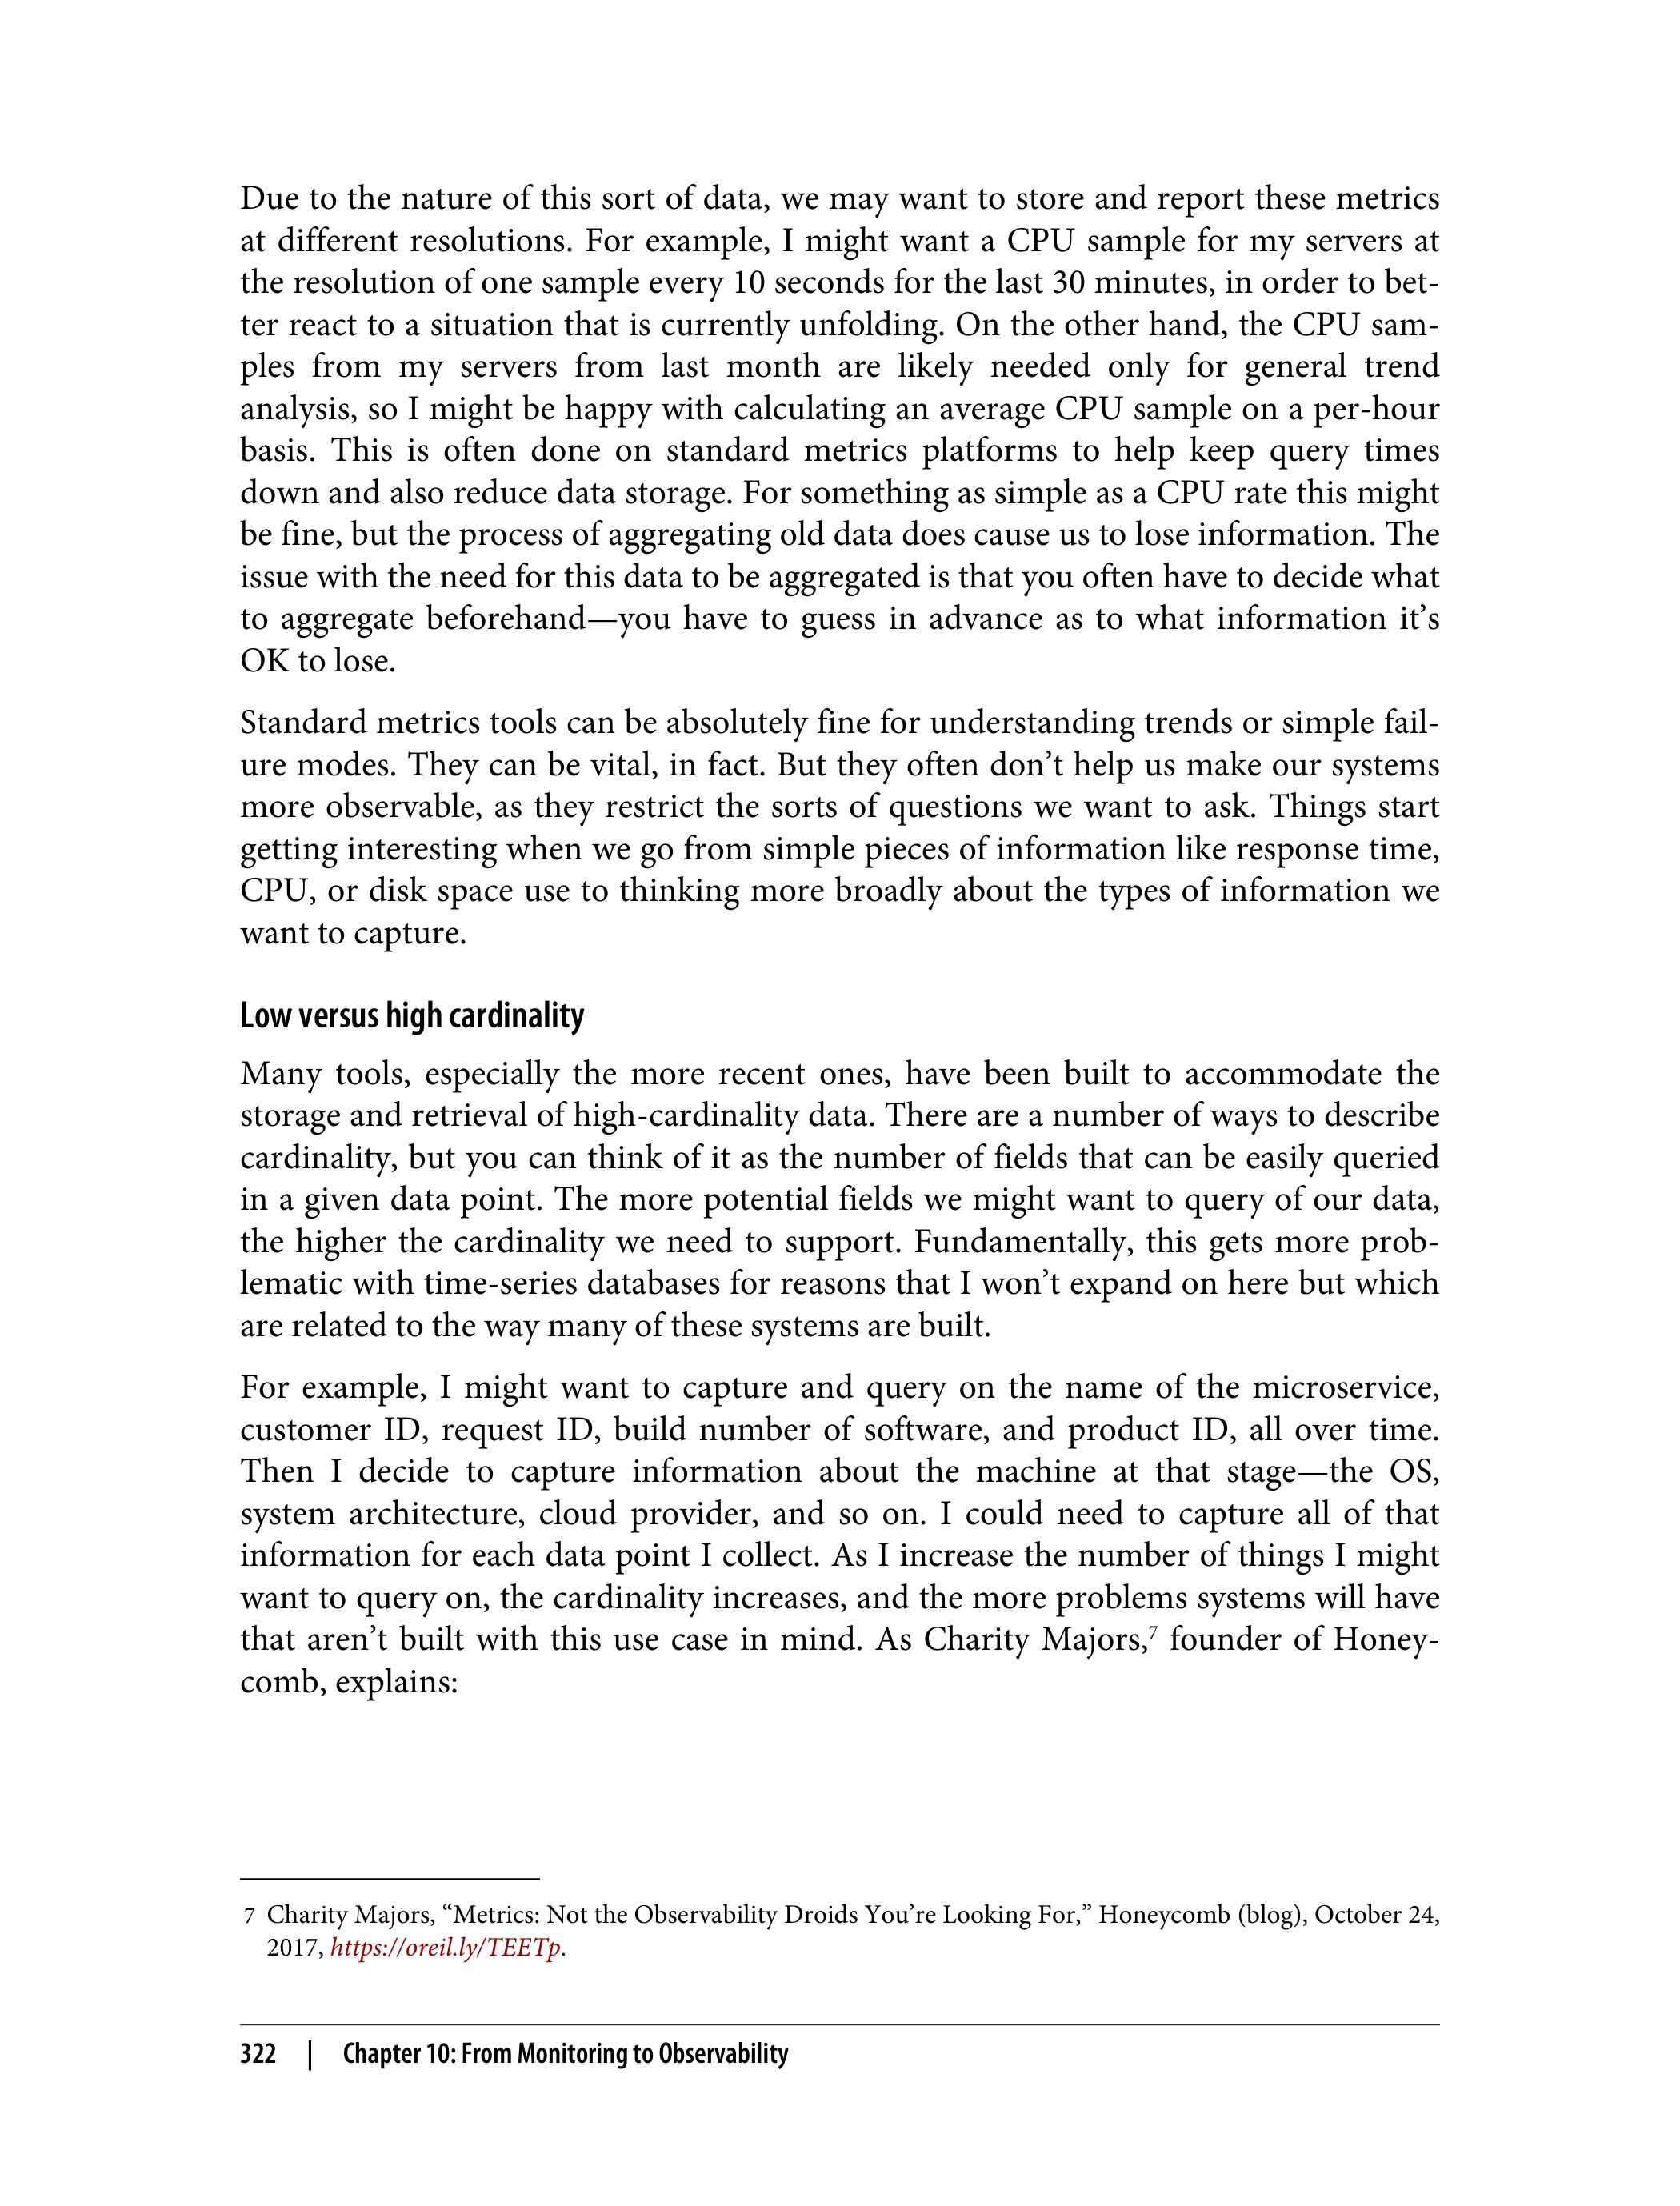 Due to the nature of this sort of data, we may want to store and report these metrics
at different resolutions. For example, I might want a CPU sample for my servers at
the resolution of one sample every 10 seconds for the last 30 minutes, in order to bet-
ter react to a situation that is currently unfolding. On the other hand, the CPU sam-
ples from my servers from last month are likely needed only for general trend
analysis, so I might be happy with calculating an average CPU sample on a per-hour
basis. This is often done on standard metrics platforms to help keep query times
down and also reduce data storage. For something as simple as a CPU rate this might
be fine, but the process of aggregating old data does cause us to lose information. The
issue with the need for this data to be aggregated is that you often have to decide what
to aggregate beforehand—you have to guess in advance as to what information it’s
OK to lose.
Standard metrics tools can be absolutely fine for understanding trends or simple fail-
ure modes. They can be vital, in fact. But they often don’t help us make our systems
more observable, as they restrict the sorts of questions we want to ask. Things start
getting interesting when we go from simple pieces of information like response time,
CPU, or disk space use to thinking more broadly about the types of information we
want to capture.
Low versus high cardinality
Many tools, especially the more recent ones, have been built to accommodate the
storage and retrieval of high-cardinality data. There are a number of ways to describe
cardinality, but you can think of it as the number of fields that can be easily queried
in a given data point. The more potential fields we might want to query of our data,
the higher the cardinality we need to support. Fundamentally, this gets more prob-
lematic with time-series databases for reasons that I won’t expand on here but which
are related to the way many of these systems are built.
For example, I might want to capture and query on the name of the microservice,
customer ID, request ID, build number of software, and product ID, all over time.
Then I decide to capture information about the machine at that stage—the OS,
system architecture, cloud provider, and so on. I could need to capture all of that
information for each data point I collect. As I increase the number of things I might
want to query on, the cardinality increases, and the more problems systems will have
that aren’t built with this use case in mind. As Charity Majors,7 founder of Honey-
comb, explains:
7 Charity Majors, “Metrics: Not the Observability Droids You’re Looking For,” Honeycomb (blog), October 24,
2017, https://oreil.ly/TEETp.
322 | Chapter 10: From Monitoring to Observability